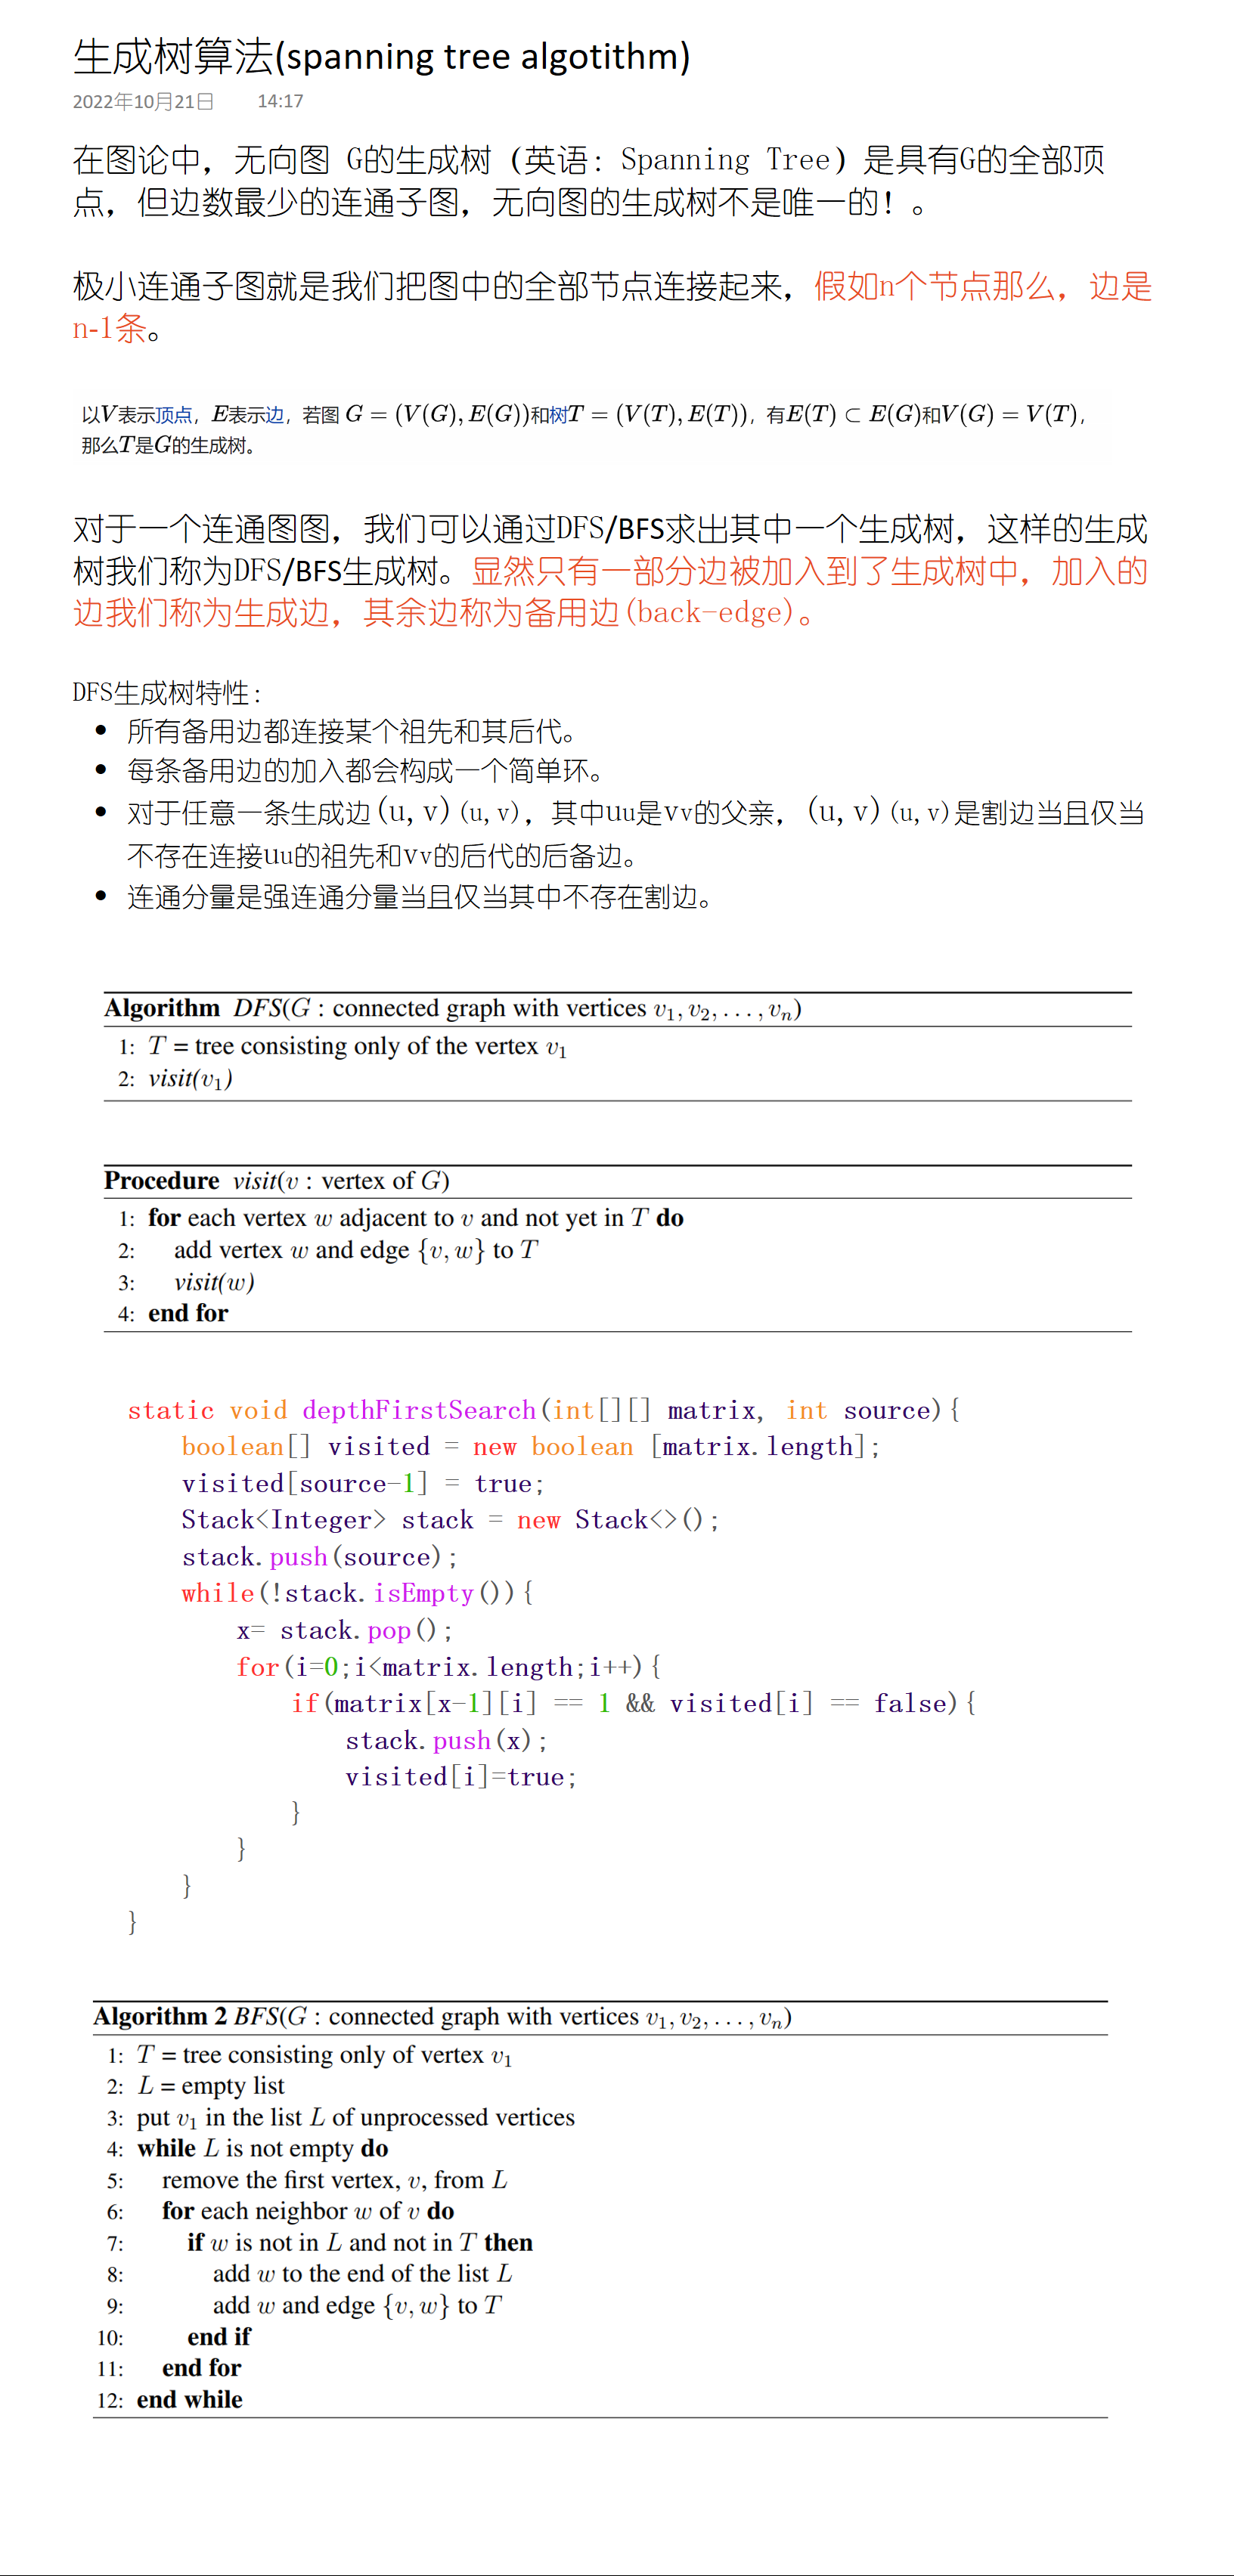 生成树算法(spanning tree algotithm)
2022年10月21日 14:17
在图论中，无向图 G的生成树（英语：Spanning Tree）是具有G的全部顶
点，但边数最少的连通子图，无向图的生成树不是唯一的！。
极小连通子图就是我们把图中的全部节点连接起来，假如n个节点那么，边是
n-1条。
以V表示顶点，E表示边，若图 G = (V(G), E(G))和树T = (V(T), E(T))，有E(T) ⊂ E(G)和V(G) = V(T)，
那么T是G的生成树。
对于一个连通图图，我们可以通过DFS/BFS求出其中一个生成树，这样的生成
树我们称为DFS/BFS生成树。显然只有一部分边被加入到了生成树中，加入的
边我们称为生成边，其余边称为备用边(back-edge)。
DFS生成树特性：
• 所有备用边都连接某个祖先和其后代。
• 每条备用边的加入都会构成一个简单环。
• 对于任意一条生成边(u, v)(u, v)，其中uu是vv的父亲，(u, v)(u, v)是割边当且仅当
不存在连接uu的祖先和vv的后代的后备边。
• 连通分量是强连通分量当且仅当其中不存在割边。
Algorithm DFS(G : connected graph with vertices v₁, v₂, . . . , vₙ)
1: T = tree consisting only of the vertex v₁
2: visit(v₁)
Procedure visit(v : vertex of G)
1: for each vertex w adjacent to v and not yet in T do
2: add vertex w and edge {v, w} to T
3: visit(w)
4: end for
static void depthFirstSearch(int[][] matrix, int source){
boolean[] visited = new boolean [matrix.length];
visited[source-1] = true;
Stack<Integer> stack = new Stack<>();
stack.push(source);
while(!stack.isEmpty()){
x= stack.pop();
for(i=0;i<matrix.length;i++){
if(matrix[x-1][i] == 1 && visited[i] == false){
stack.push(x);
visited[i]=true;
}
}
}
}
Algorithm 2 BFS(G : connected graph with vertices v₁, v₂, . . . , vₙ)
1: T = tree consisting only of vertex v₁
2: L = empty list
3: put v₁ in the list L of unprocessed vertices
4: while L is not empty do
5: remove the first vertex, v, from L
6: for each neighbor w of v do
7: if w is not in L and not in T then
8: add w to the end of the list L
9: add w and edge {v, w} to T
10: end if
11: end for
12: end while